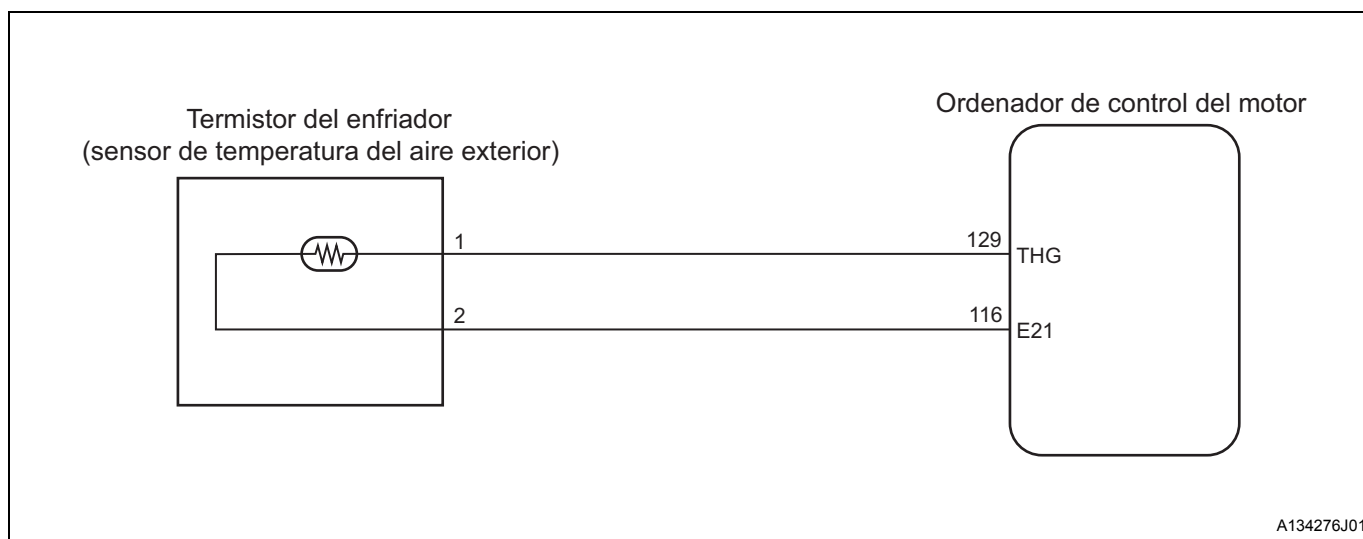 Termistor del enfriador
(sensor de temperatura del aire exterior)
Ordenador de control del motor
1
129
THG
2
116
E21
A134276J01